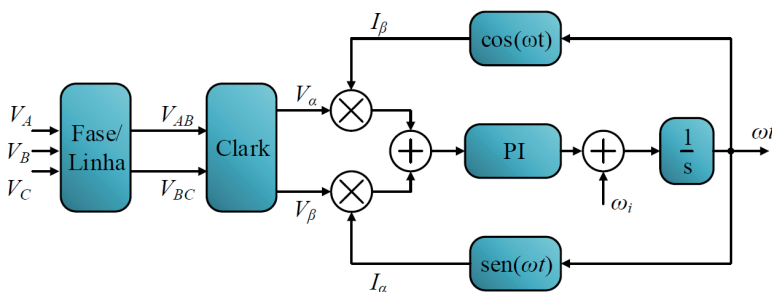 I_β
cos(ωt)
V_A
V_B
V_C
Fase/
Linha
V_AB
V_BC
Clark
V_α
V_β
PI
ω_i
1
s
ωt
I_α
sen(ωt)